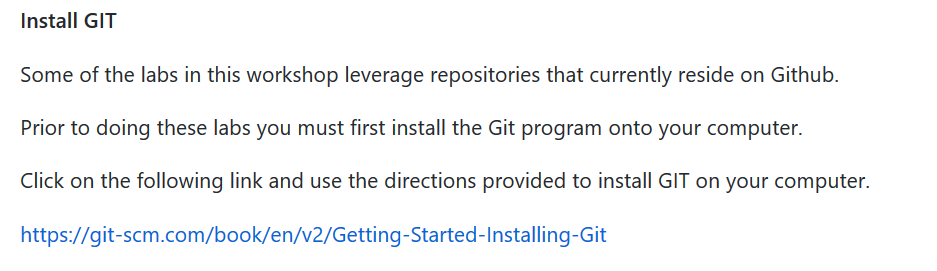 Install GIT
Some of the labs in this workshop leverage repositories that currently reside on Github.
Prior to doing these labs you must first install the Git program onto your computer.
Click on the following link and use the directions provided to install GIT on your computer.
https://git-scm.com/book/en/v2/Getting-Started-Installing-Git